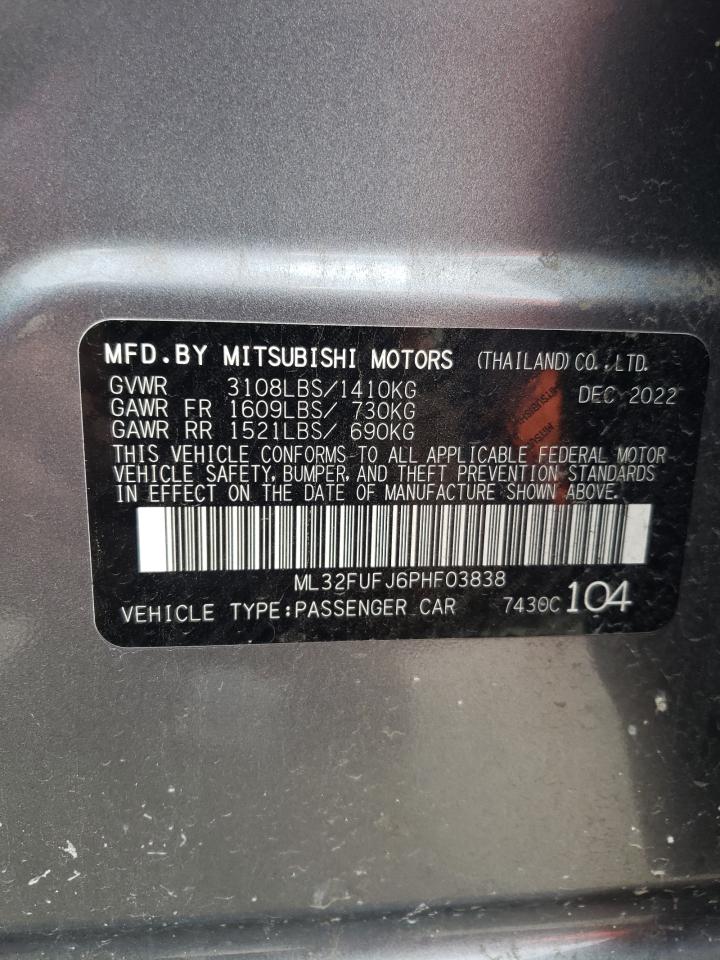 MFD.BY MITSUBISHI MOTORS (THAILAND) CO., LTD.
GVWR 3108LBS/1410KG DEC 2022
GAWR FR 1609LBS/ 730KG
GAWR RR 1521LBS/ 690KG
THIS VEHICLE CONFORMS TO ALL APPLICABLE FEDERAL MOTOR
VEHICLE SAFETY, BUMPER, AND THEFT PREVENTION STANDARDS
IN EFFECT ON THE DATE OF MANUFACTURE SHOWN ABOVE.
ML32FUFJ6PHF03838
VEHICLE TYPE:PASSENGER CAR 7430C 104